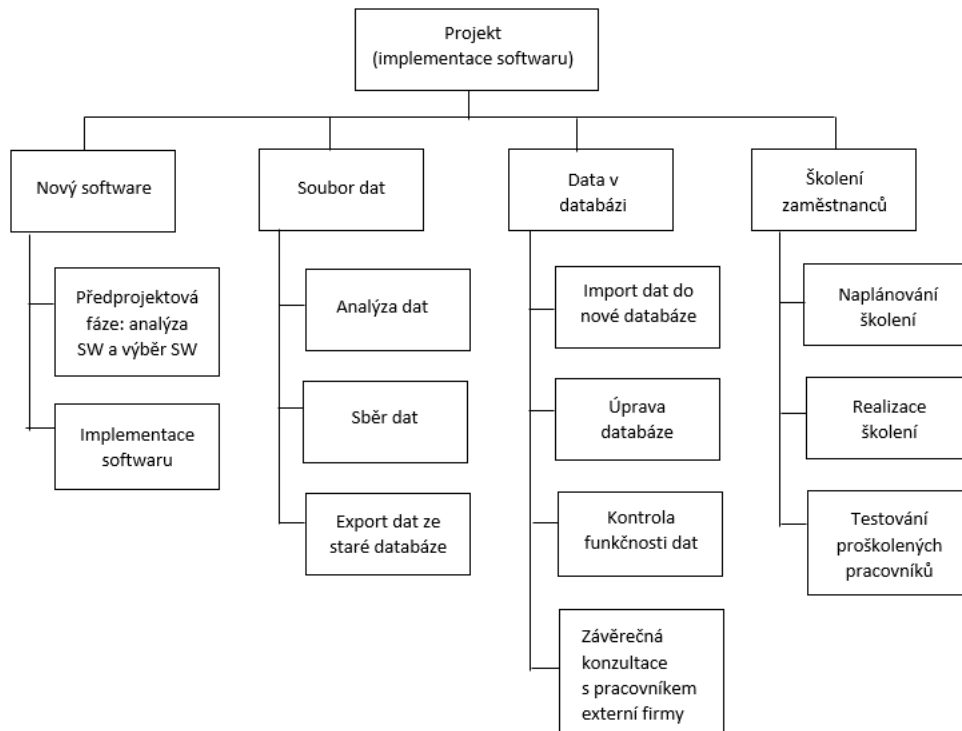 Projekt
(implementace softwaru)
Nový software
Soubor dat
Data v
databázi
Školení
zaměstnanců
Předprojektová
fáze: analýza
SW a výběr SW
Implementace
softwaru
Analýza dat
Sběr dat
Export dat ze
staré databáze
Import dat do
nové databáze
Úprava
databáze
Kontrola
funkčnosti dat
Závěrečná
konzultace
s pracovníkem
externí firmy
Naplánování
školení
Realizace
školení
Testování
proškolených
pracovníků